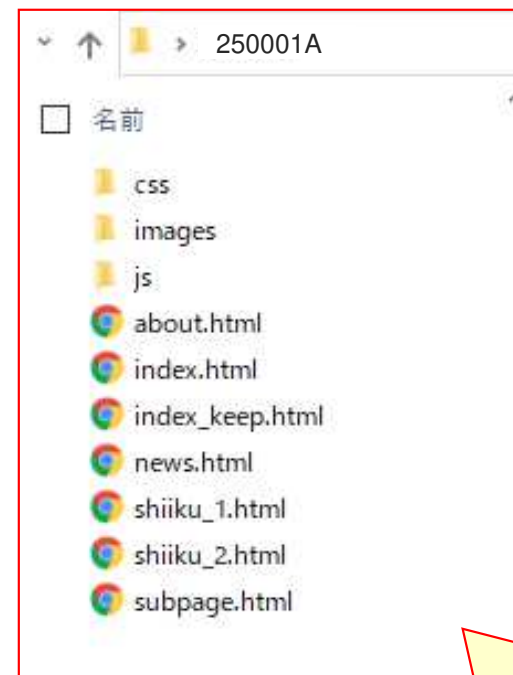 250001A
名前
css
images
js
about.html
index.html
index_keep.html
news.html
shiiku_1.html
shiiku_2.html
subpage.html